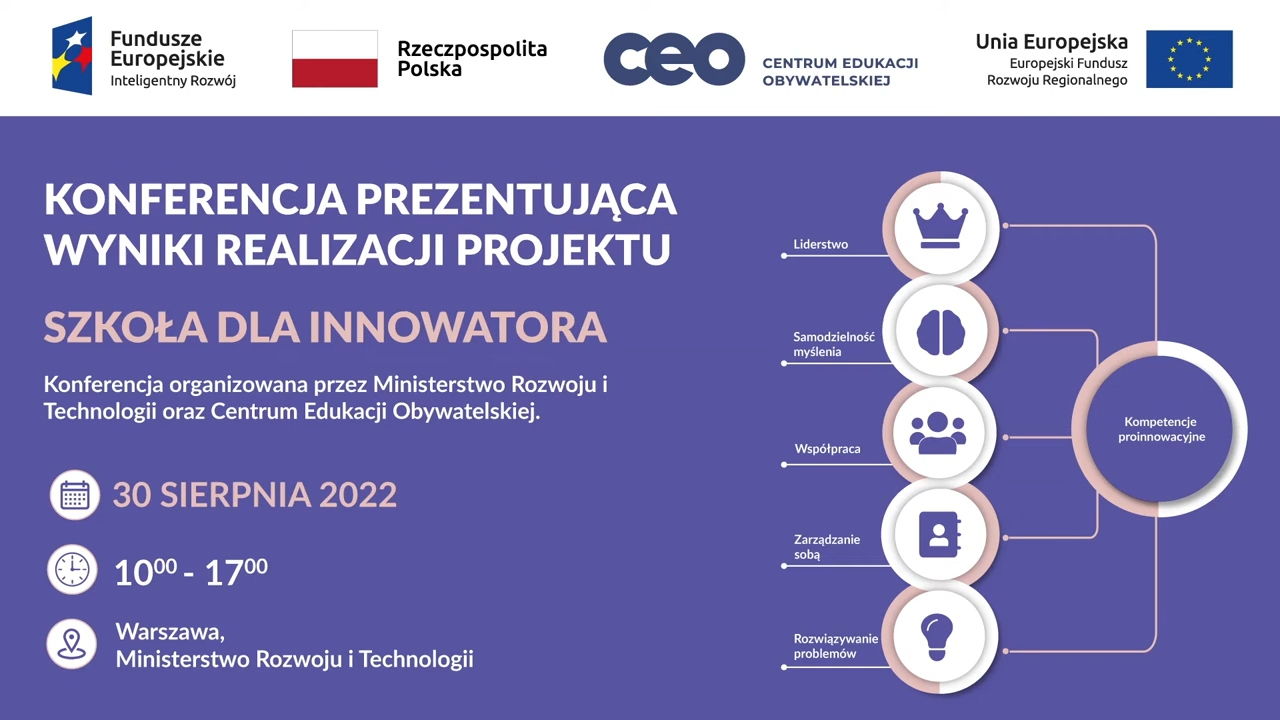 Fundusze
Europejskie
Inteligentny Rozwój
Rzeczpospolita
Polska
ceo
CENTRUM EDUKACJI
OBYWATELSKIEJ
Unia Europejska
Europejski Fundusz
Rozwoju Regionalnego
KONFERENCJA PREZENTUJĄCA
WYNIKI REALIZACJI PROJEKTU
SZKOŁA DLA INNOWATORA
Konferencja organizowana przez Ministerstwo Rozwoju i
Technologii oraz Centrum Edukacji Obywatelskiej.
30 SIERPNIA 2022
10⁰⁰ - 17⁰⁰
Warszawa,
Ministerstwo Rozwoju i Technologii
Liderstwo
Samodzielność
myślenia
Współpraca
Zarządzanie
sobą
Rozwiązywanie
problemów
Kompetencje
proinnowacyjne